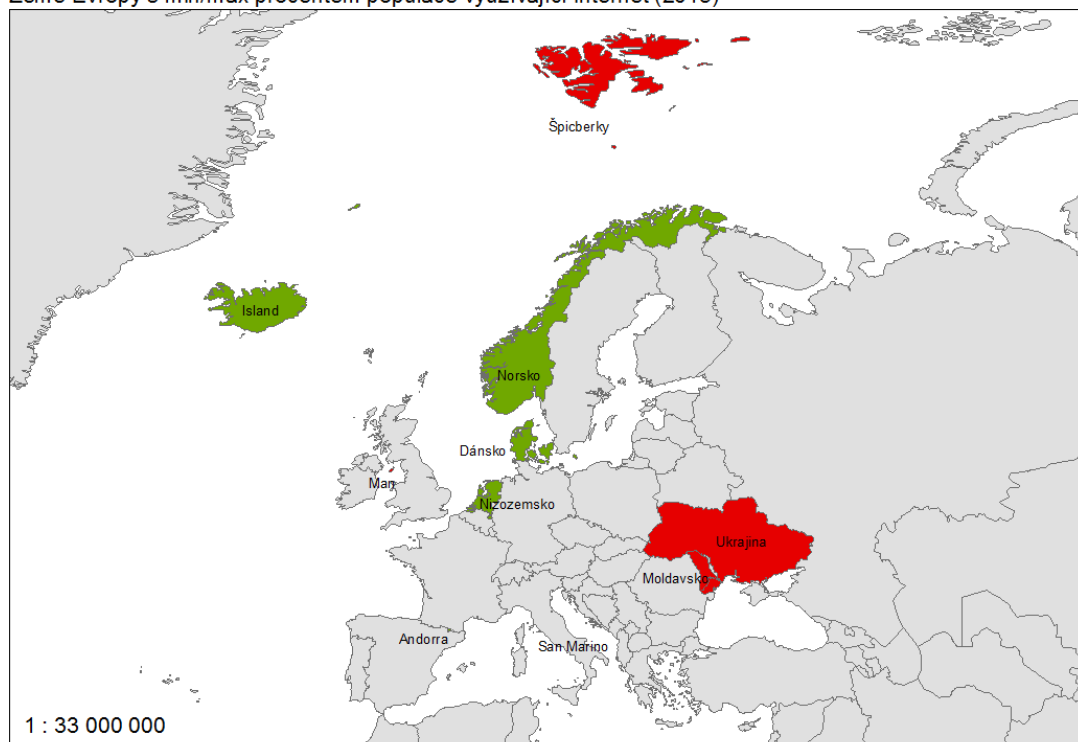 Země Evropy s min/max procentem populace využívající internet (2013)
Špicberky
Island
Norsko
Dánsko
Man
Nizozemsko
Ukrajina
Moldavsko
Andorra
San Marino
1 : 33 000 000